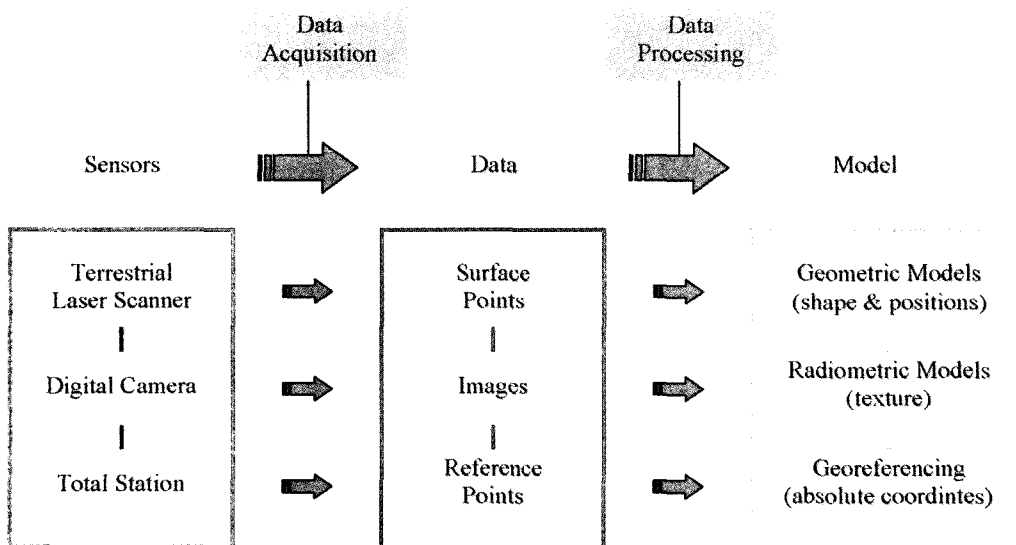 Data
Acquisition
Data
Processing
Sensors
Data
Model
Terrestrial
Laser Scanner
Surface
Points
Geometric Models
(shape & positions)
Digital Camera
Images
Radiometric Models
(texture)
Total Station
Reference
Points
Georeferencing
(absolute coordintes)